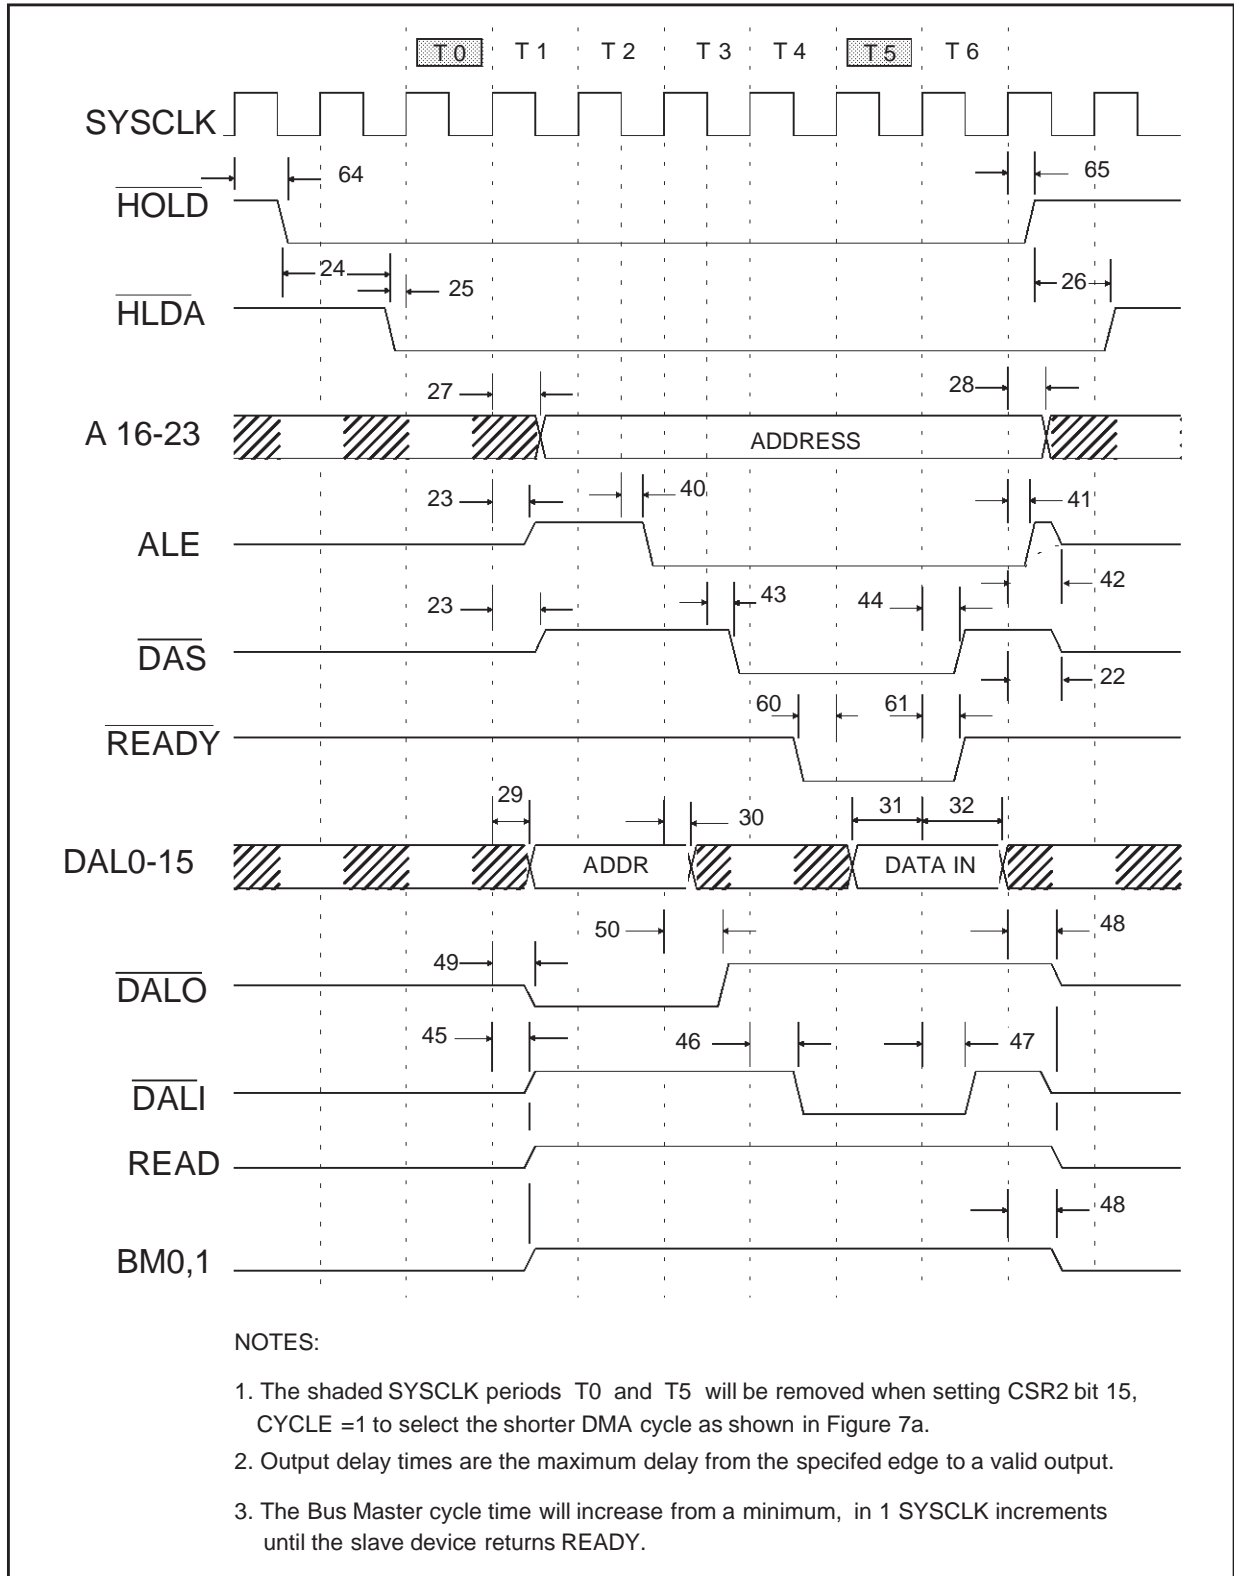 T 0 T 1 T 2 T 3 T 4 T 5 T 6
SYSCLK
64 65
HOLD
24 25 26
HLDA
27 28
A 16-23 ADDRESS
23 40 41
ALE
42
23 43 44
DAS
22
60 61
READY
29 30 31 32
DAL0-15 ADDR DATA IN
50 48
49
DALO
45 46 47
DALI
READ
48
BM0,1
NOTES:
1. The shaded SYSCLK periods T0 and T5 will be removed when setting CSR2 bit 15,
CYCLE =1 to select the shorter DMA cycle as shown in Figure 7a.
2. Output delay times are the maximum delay from the specifed edge to a valid output.
3. The Bus Master cycle time will increase from a minimum, in 1 SYSCLK increments
until the slave device returns READY.